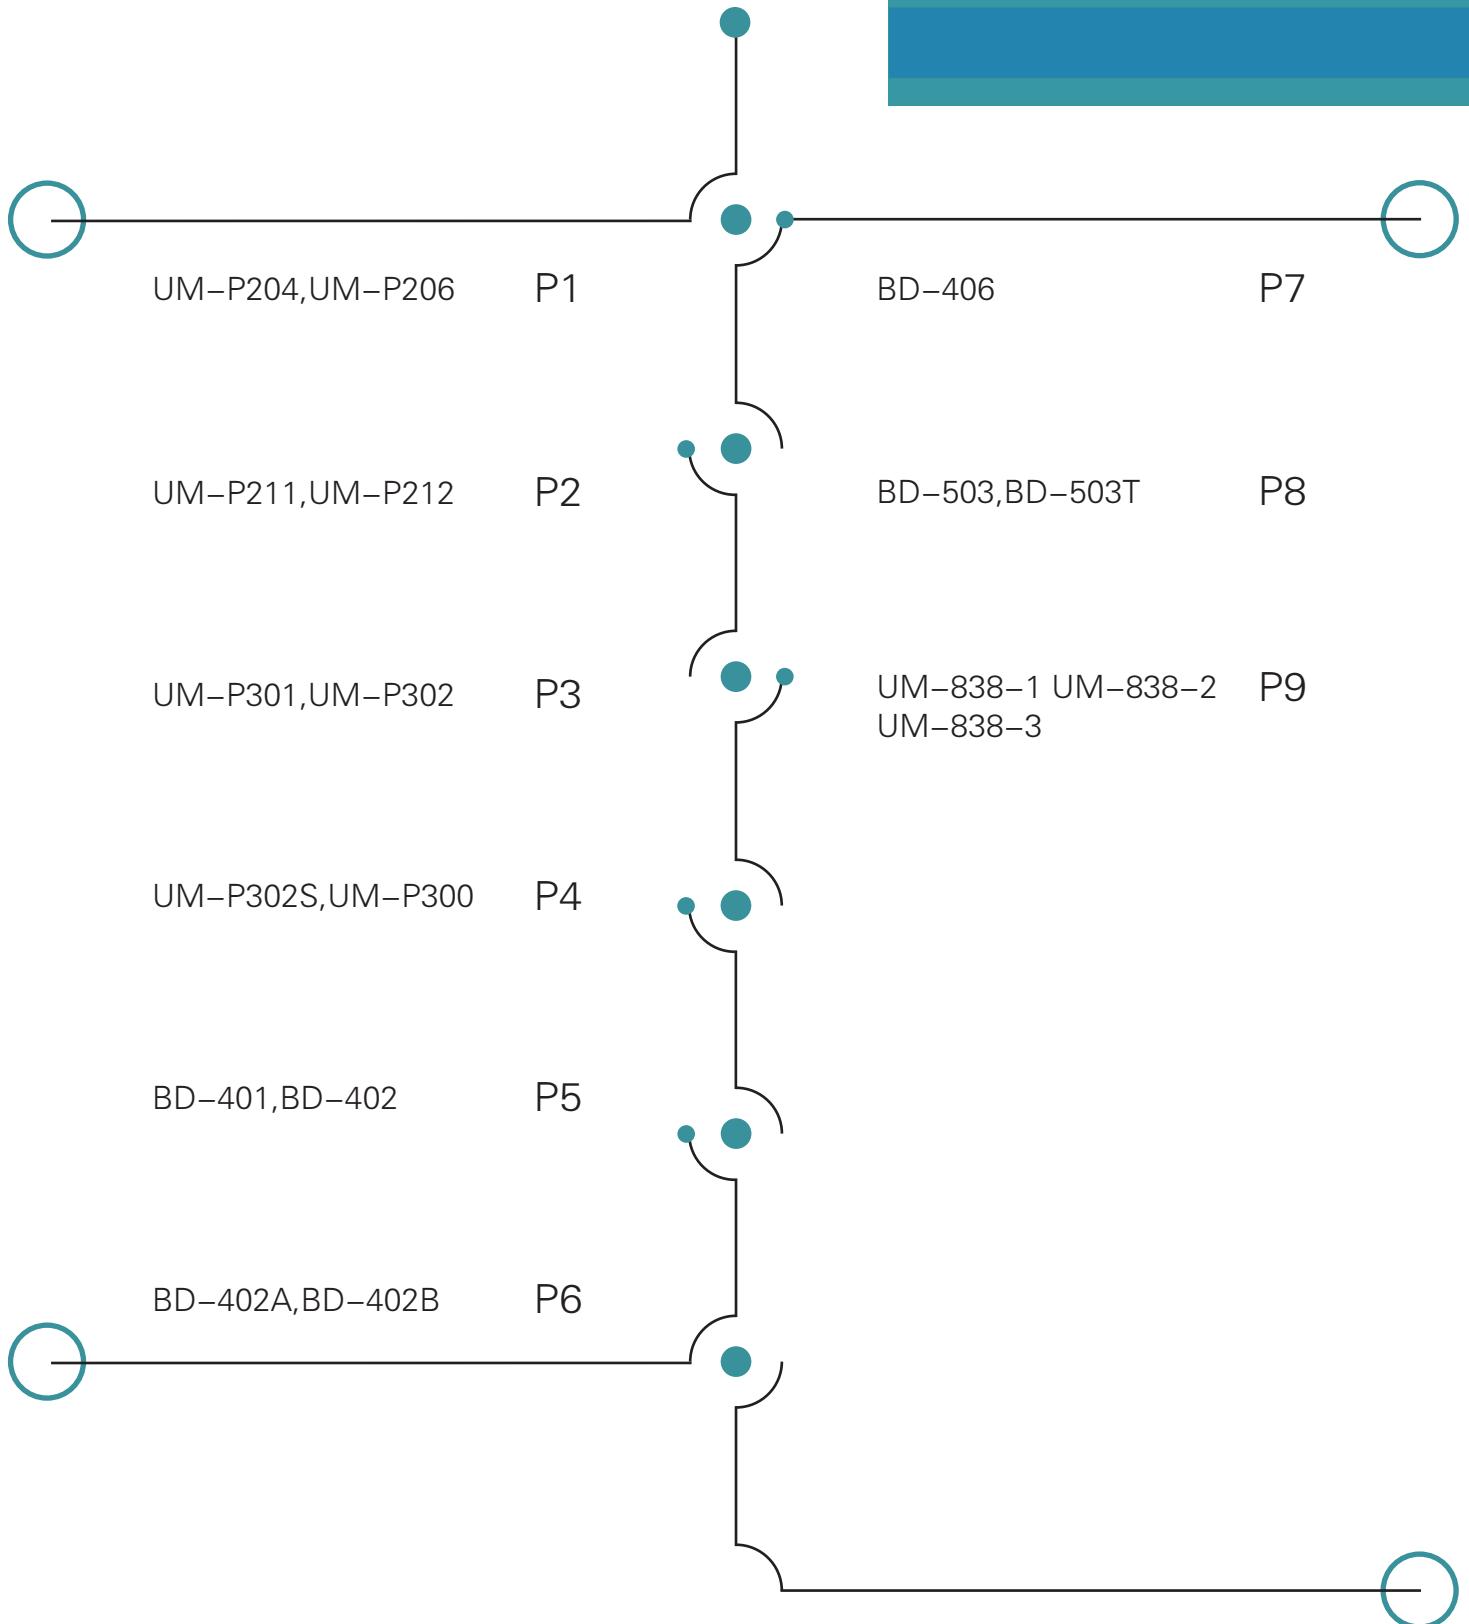 UM–P204,UM–P206 P1
UM–P211,UM–P212 P2
UM–P301,UM–P302 P3
UM–P302S,UM–P300 P4
BD–401,BD–402 P5
BD–402A,BD–402B P6
BD–406 P7
BD–503,BD–503T P8
UM–838–1 UM–838–2 P9
UM–838–3